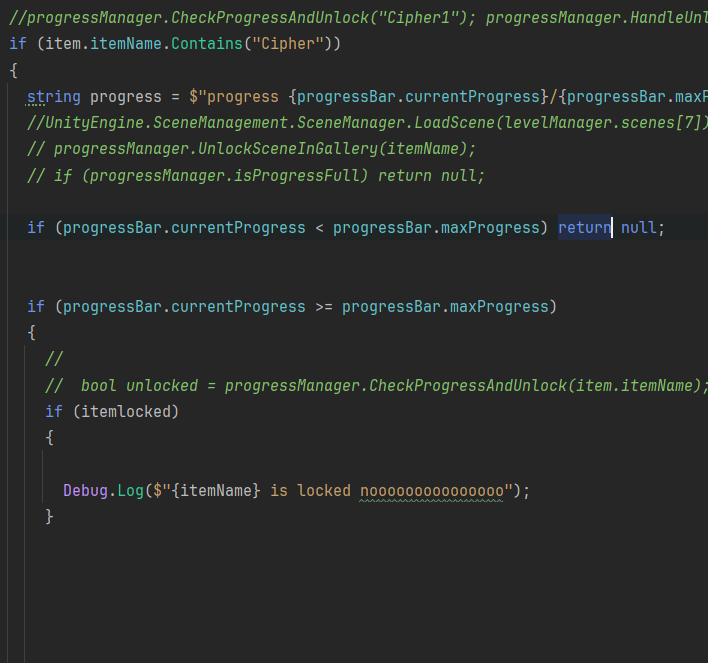 //progressManager.CheckProgressAndUnlock("Cipher1"); progressManager.HandleUnl
if (item.itemName.Contains("Cipher"))
{
string progress = $"progress {progressBar.currentProgress}/{progressBar.maxP
//UnityEngine.SceneManagement.SceneManager.LoadScene(levelManager.scenes[7])
// progressManager.UnlockSceneInGallery(itemName);
// if (progressManager.isProgressFull) return null;
if (progressBar.currentProgress < progressBar.maxProgress) return null;
if (progressBar.currentProgress >= progressBar.maxProgress)
{
//
//  bool unlocked = progressManager.CheckProgressAndUnlock(item.itemName);
if (itemlocked)
{
Debug.Log($"{itemName} is locked nooooooooooooooo");
}